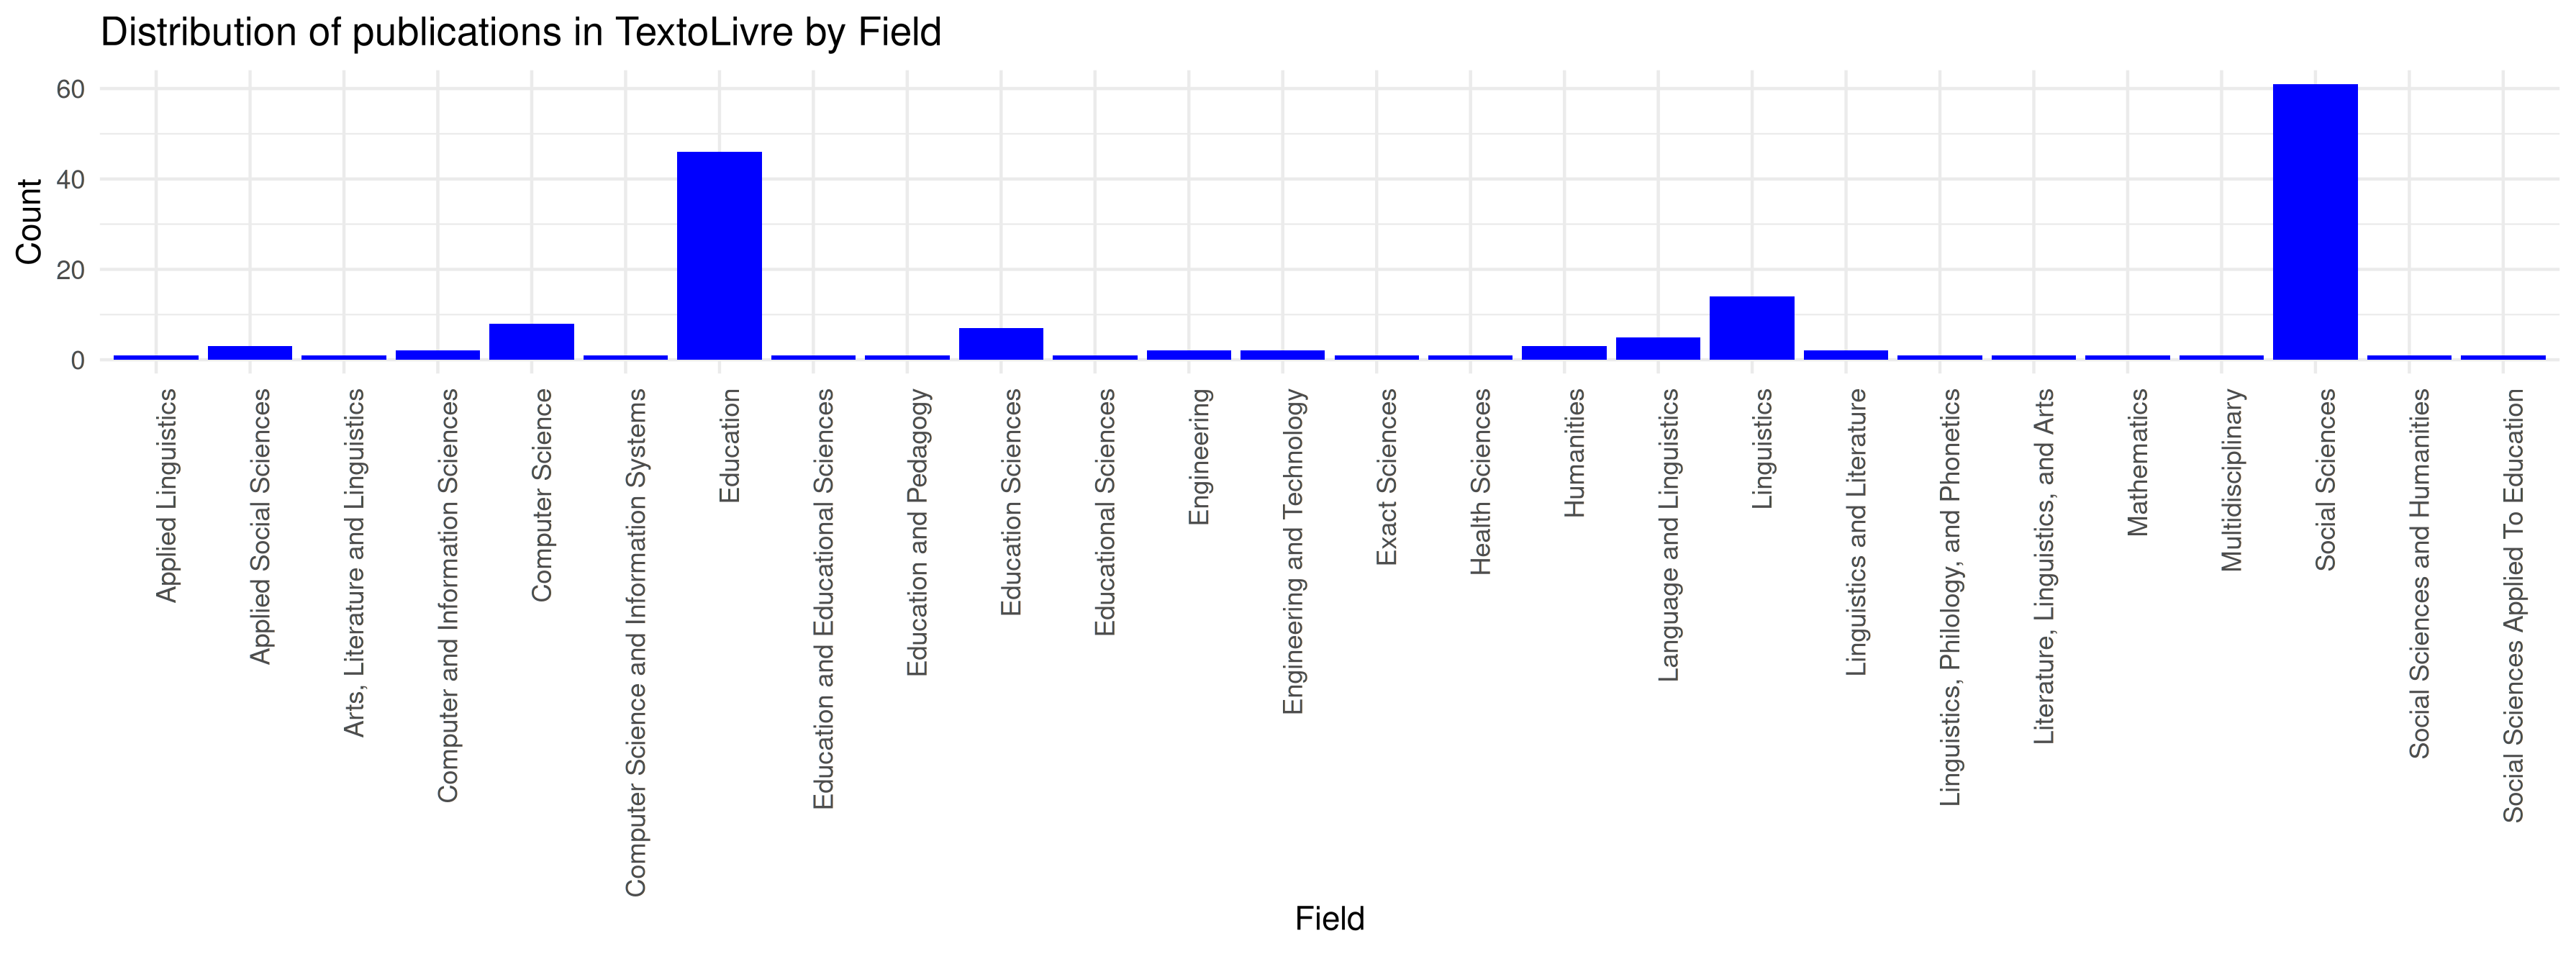 Distribution of publications in TextoLivre by Field
Count
60
40
20
0
Applied Linguistics
Applied Social Sciences
Arts, Literature and Linguistics
Computer and Information Sciences
Computer Science
Computer Science and Information Systems
Education
Education and Educational Sciences
Education and Pedagogy
Education Sciences
Educational Sciences
Engineering
Engineering and Technology
Exact Sciences
Health Sciences
Humanities
Language and Linguistics
Linguistics
Linguistics and Literature
Linguistics, Philology, and Phonetics
Literature, Linguistics, and Arts
Mathematics
Multidisciplinary
Social Sciences
Social Sciences and Humanities
Social Sciences Applied To Education
Field